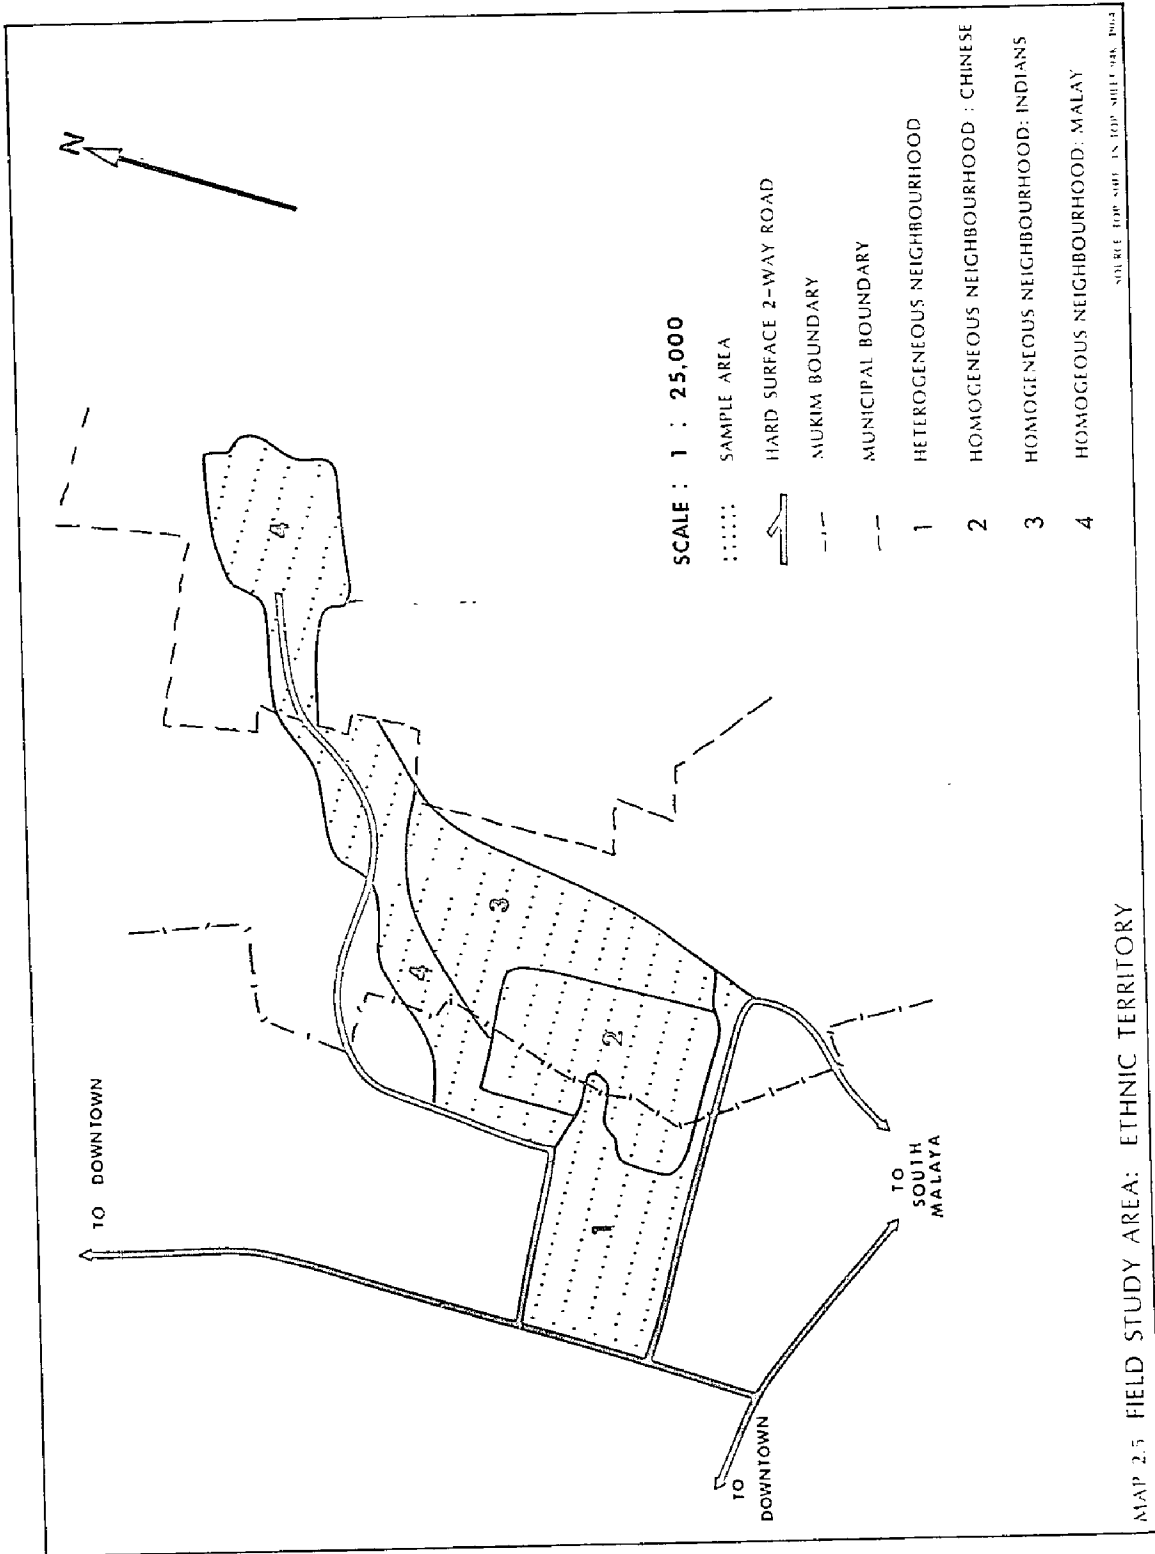 N
TO DOWNTOWN
4
4
3
2
1
TO
DOWNTOWN
TO
SOUTH
MALAYA
SCALE : 1 : 25,000
SAMPLE AREA
HARD SURFACE 2-WAY ROAD
MUKIM BOUNDARY
MUNICIPAL BOUNDARY
1 HETEROGENEOUS NEIGHBOURHOOD
2 HOMOGENEOUS NEIGHBOURHOOD : CHINESE
3 HOMOGENEOUS NEIGHBOURHOOD: INDIANS
4 HOMOGEOUS NEIGHBOURHOOD: MALAY
SOURCE
MAP 2.5 FIELD STUDY AREA: ETHNIC TERRITORY